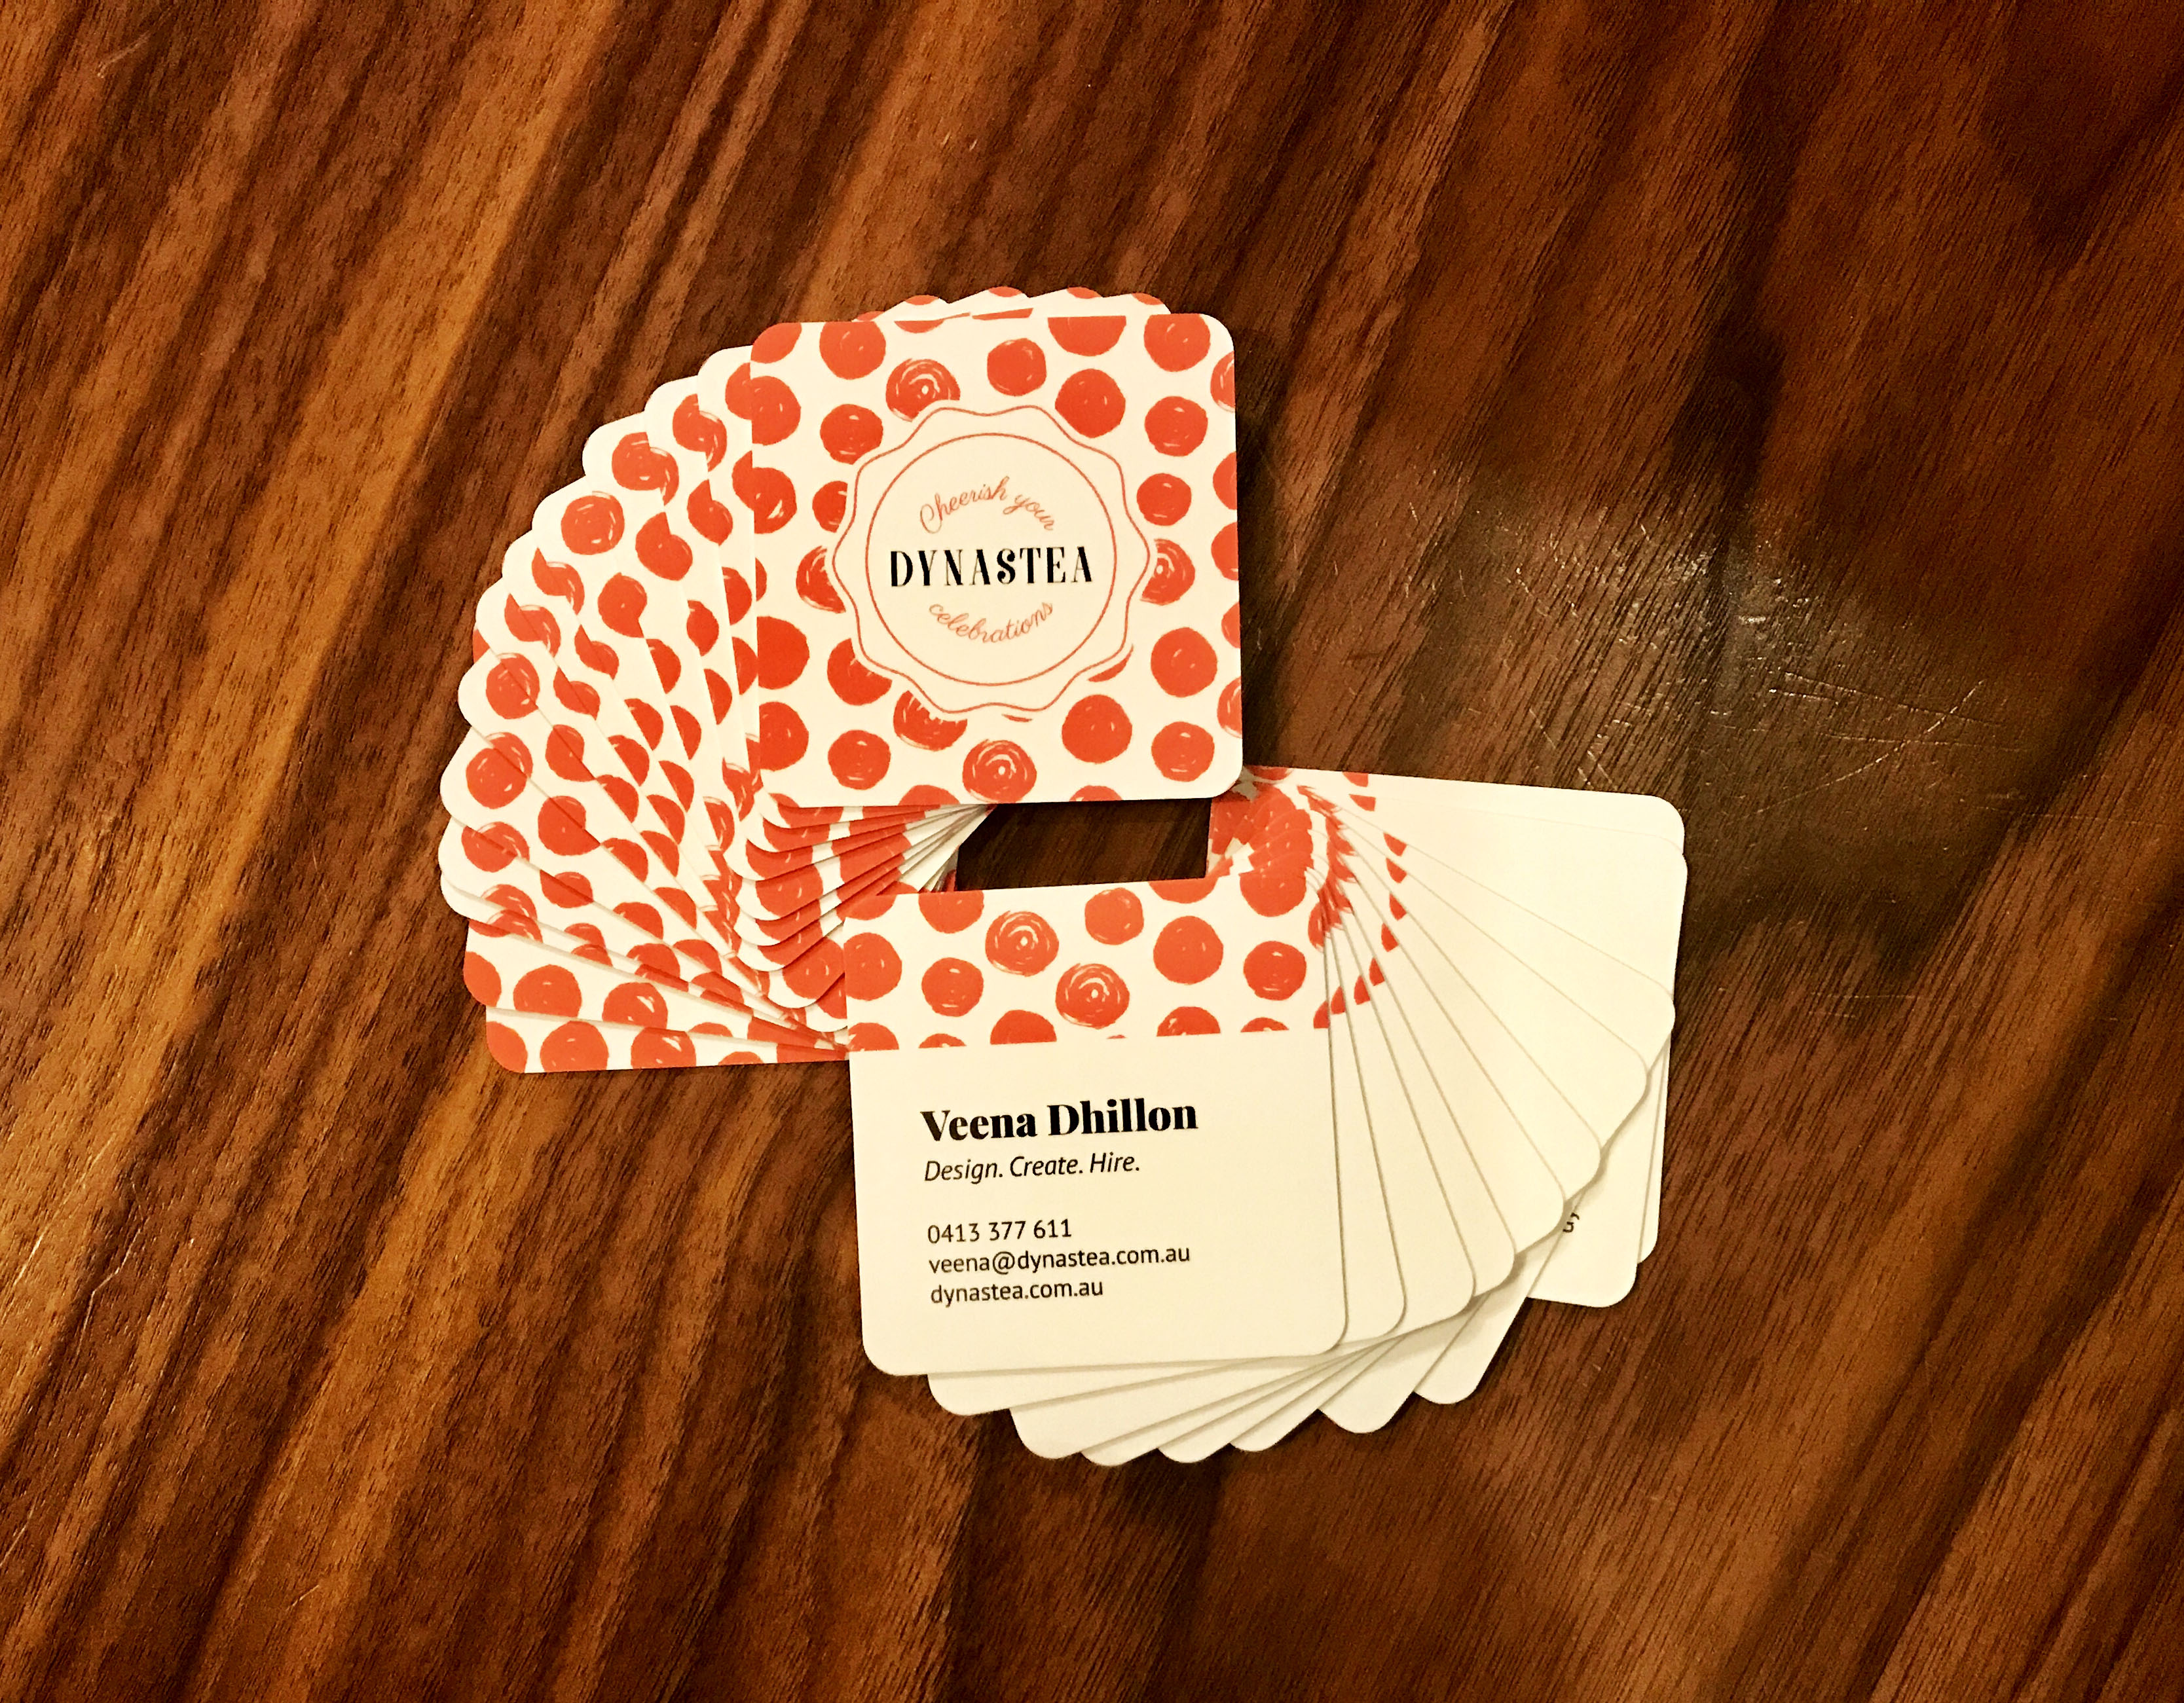 Cheerish your
DYNASTEA
celebrations
Veena Dhillon
Design. Create. Hire.
0413 377 611
veena@dynastea.com.au
dynastea.com.au